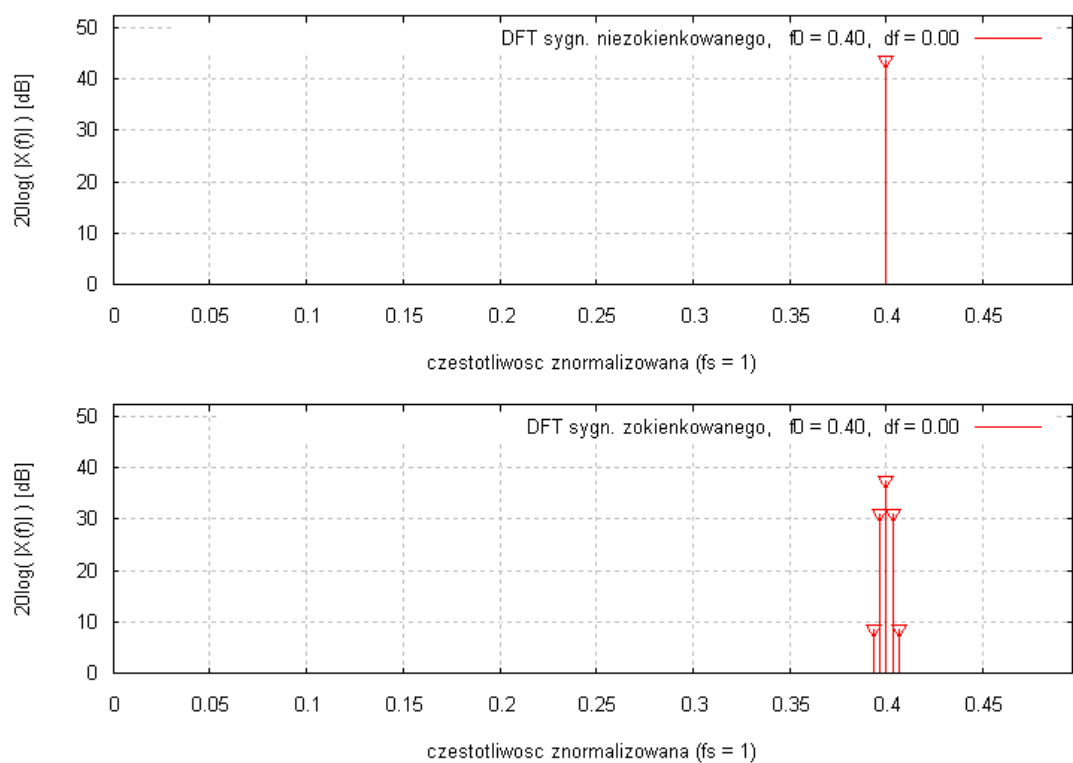 DFT sygn. niezokienkowanego, f0 = 0.40, df = 0.00
20log( |X(f)| ) [dB]
50
40
30
20
10
0
0 0.05 0.1 0.15 0.2 0.25 0.3 0.35 0.4 0.45
czestotliwosc znormalizowana (fs = 1)
DFT sygn. zokienkowanego, f0 = 0.40, df = 0.00
20log( |X(f)| ) [dB]
50
40
30
20
10
0
0 0.05 0.1 0.15 0.2 0.25 0.3 0.35 0.4 0.45
czestotliwosc znormalizowana (fs = 1)